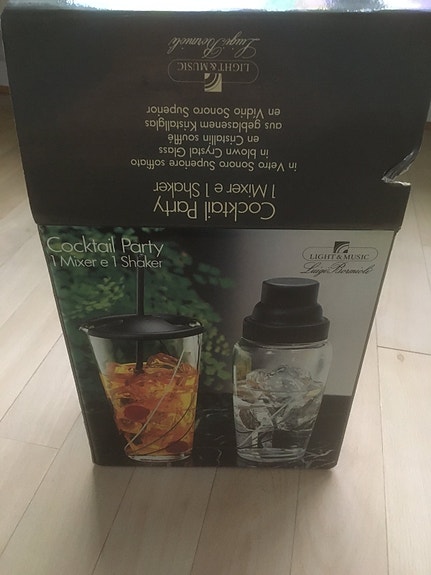 Luigi Bormioli
LIGHT & MUSIC
en Vidrio Sonoro Superior
aus geblasenem Kristallglas
en Cristallin soufflé
in blown Crystal Glass
in Vetro Sonoro Superiore soffiato
1 Mixer e 1 Shaker
Cocktail Party
Cocktail Party
1 Mixer e 1 Shaker
LIGHT & MUSIC
Luigi Bormioli